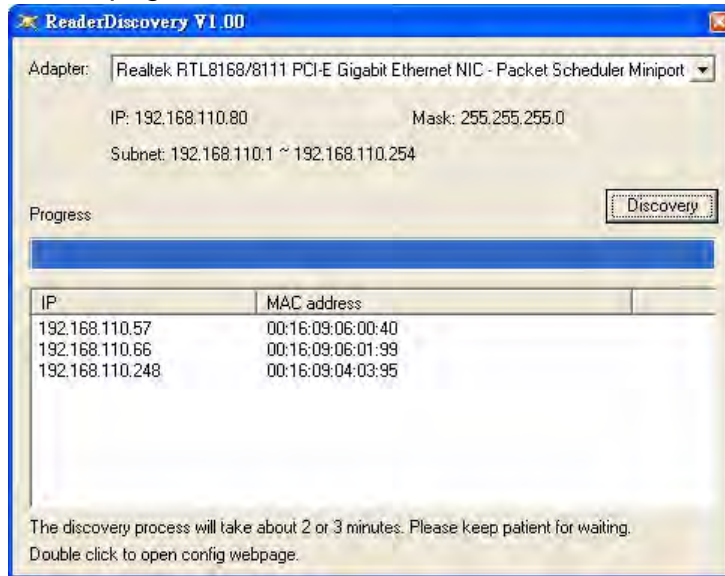 ReaderDiscovery V1.00
Adapter: Realtek RTL8168/8111 PCI-E Gigabit Ethernet NIC - Packet Scheduler Miniport
IP: 192.168.110.80 Mask: 255.255.255.0
Subnet: 192.168.110.1 ~ 192.168.110.254
Discovery
Progress
IP MAC address
192.168.110.57 00:16:09:06:00:40
192.168.110.66 00:16:09:06:01:99
192.168.110.248 00:16:09:04:03:95
The discovery process will take about 2 or 3 minutes. Please keep patient for waiting.
Double click to open config webpage.